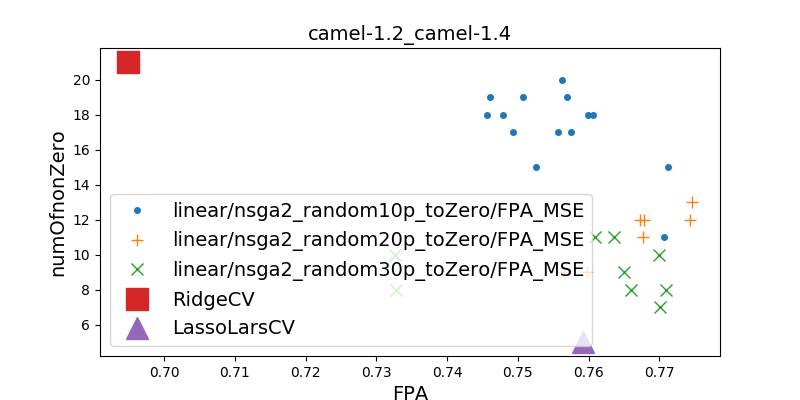 camel-1.2_camel-1.4
numOfnonZero
20
18
16
14
12
10
8
6
linear/nsga2_random10p_toZero/FPA_MSE
linear/nsga2_random20p_toZero/FPA_MSE
linear/nsga2_random30p_toZero/FPA_MSE
RidgeCV
LassoLarsCV
0.70 0.71 0.72 0.73 0.74 0.75 0.76 0.77
FPA